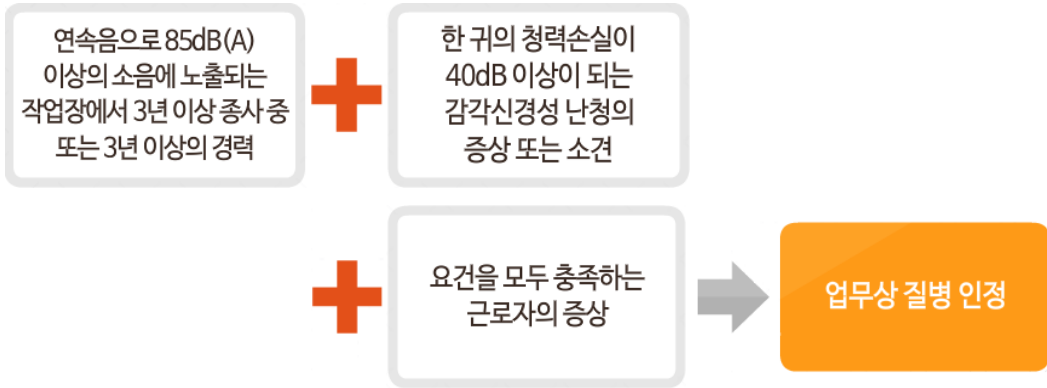 연속음으로 85dB(A)
이상의 소음에 노출되는
작업장에서 3년 이상 종사 중
또는 3년 이상의 경력
한 귀의 청력손실이
40dB 이상이 되는
감각신경성 난청의
증상 또는 소견
요건을 모두 충족하는
근로자의 증상
업무상 질병 인정